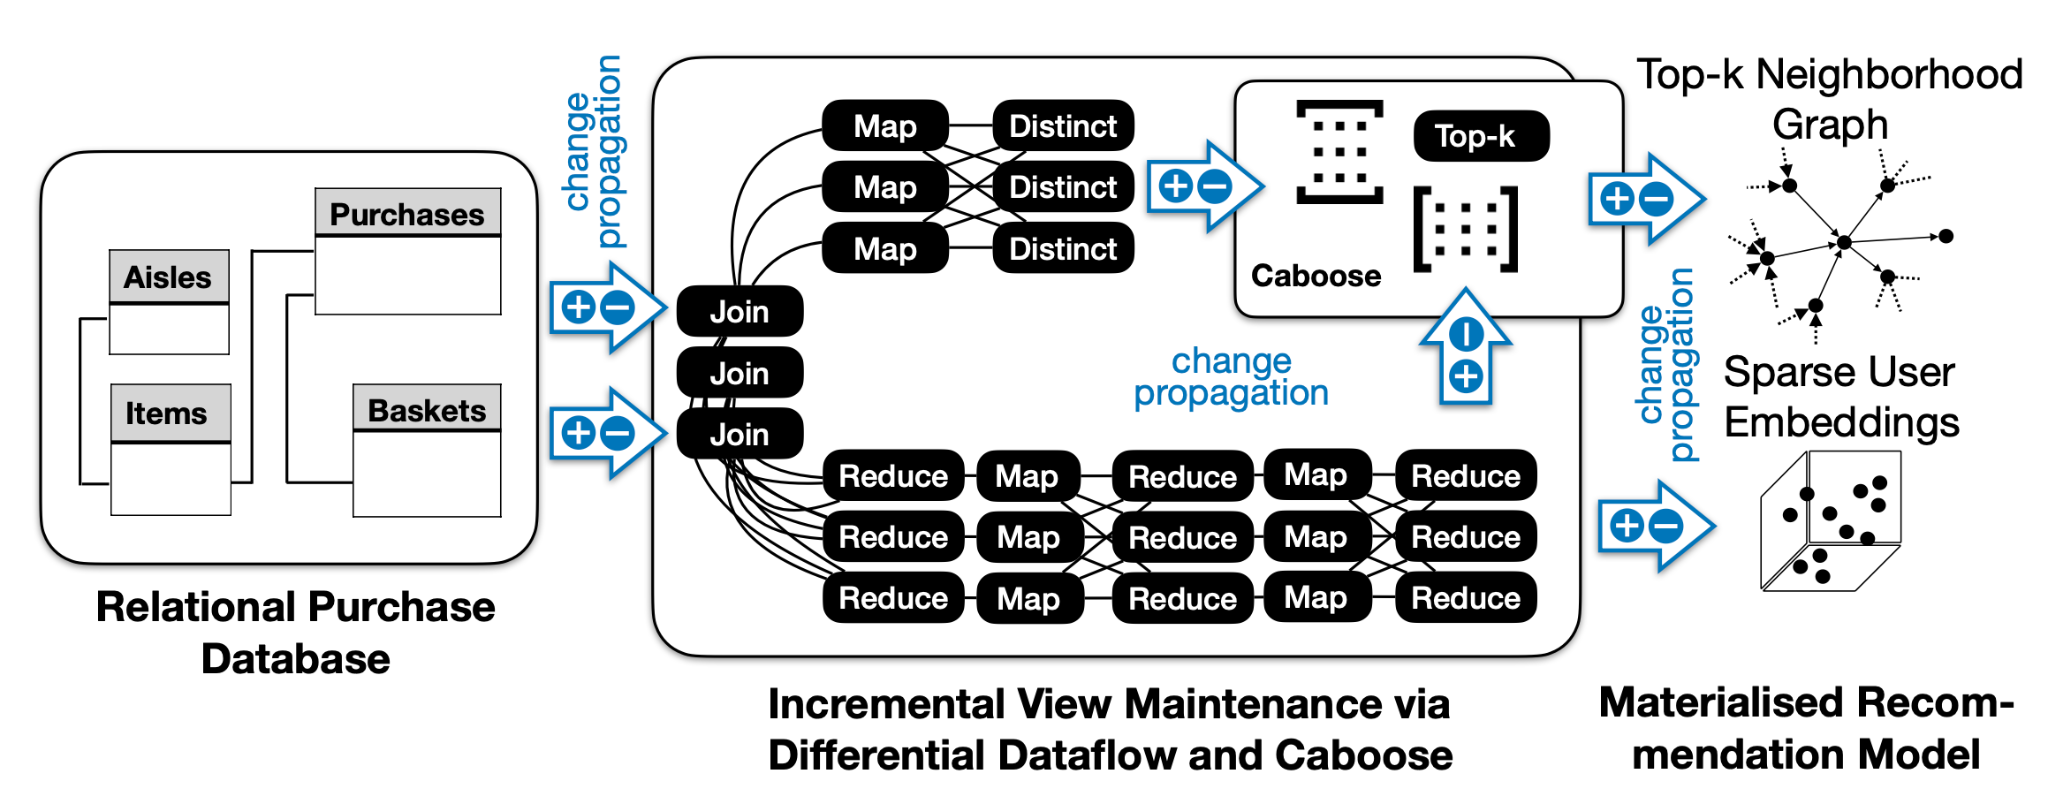 Purchases
Aisles
Items
Baskets
Relational Purchase
Database
change
propagation
Join
Join
Join
Map
Distinct
Map
Distinct
Map
Distinct
Top-k
Caboose
change
propagation
Reduce
Map
Reduce
Map
Reduce
Reduce
Map
Reduce
Map
Reduce
Reduce
Map
Reduce
Map
Reduce
Incremental View Maintenance via
Differential Dataflow and Caboose
Top-k Neighborhood
Graph
change
propagation
Sparse User
Embeddings
Materialised Recom-
mendation Model